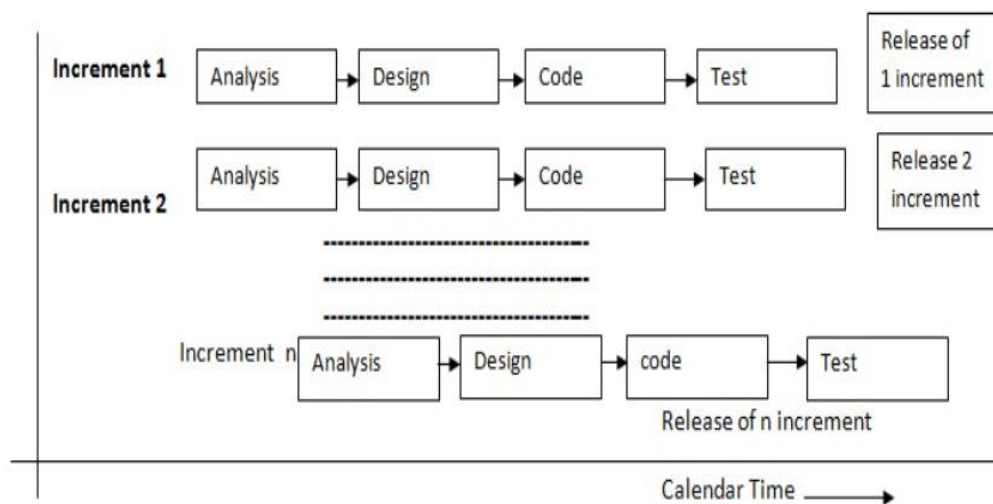 Increment 1
Analysis
Design
Code
Test
Release of
1 increment
Increment 2
Analysis
Design
Code
Test
Release 2
increment
Increment n
Analysis
Design
code
Test
Release of n increment
Calendar Time